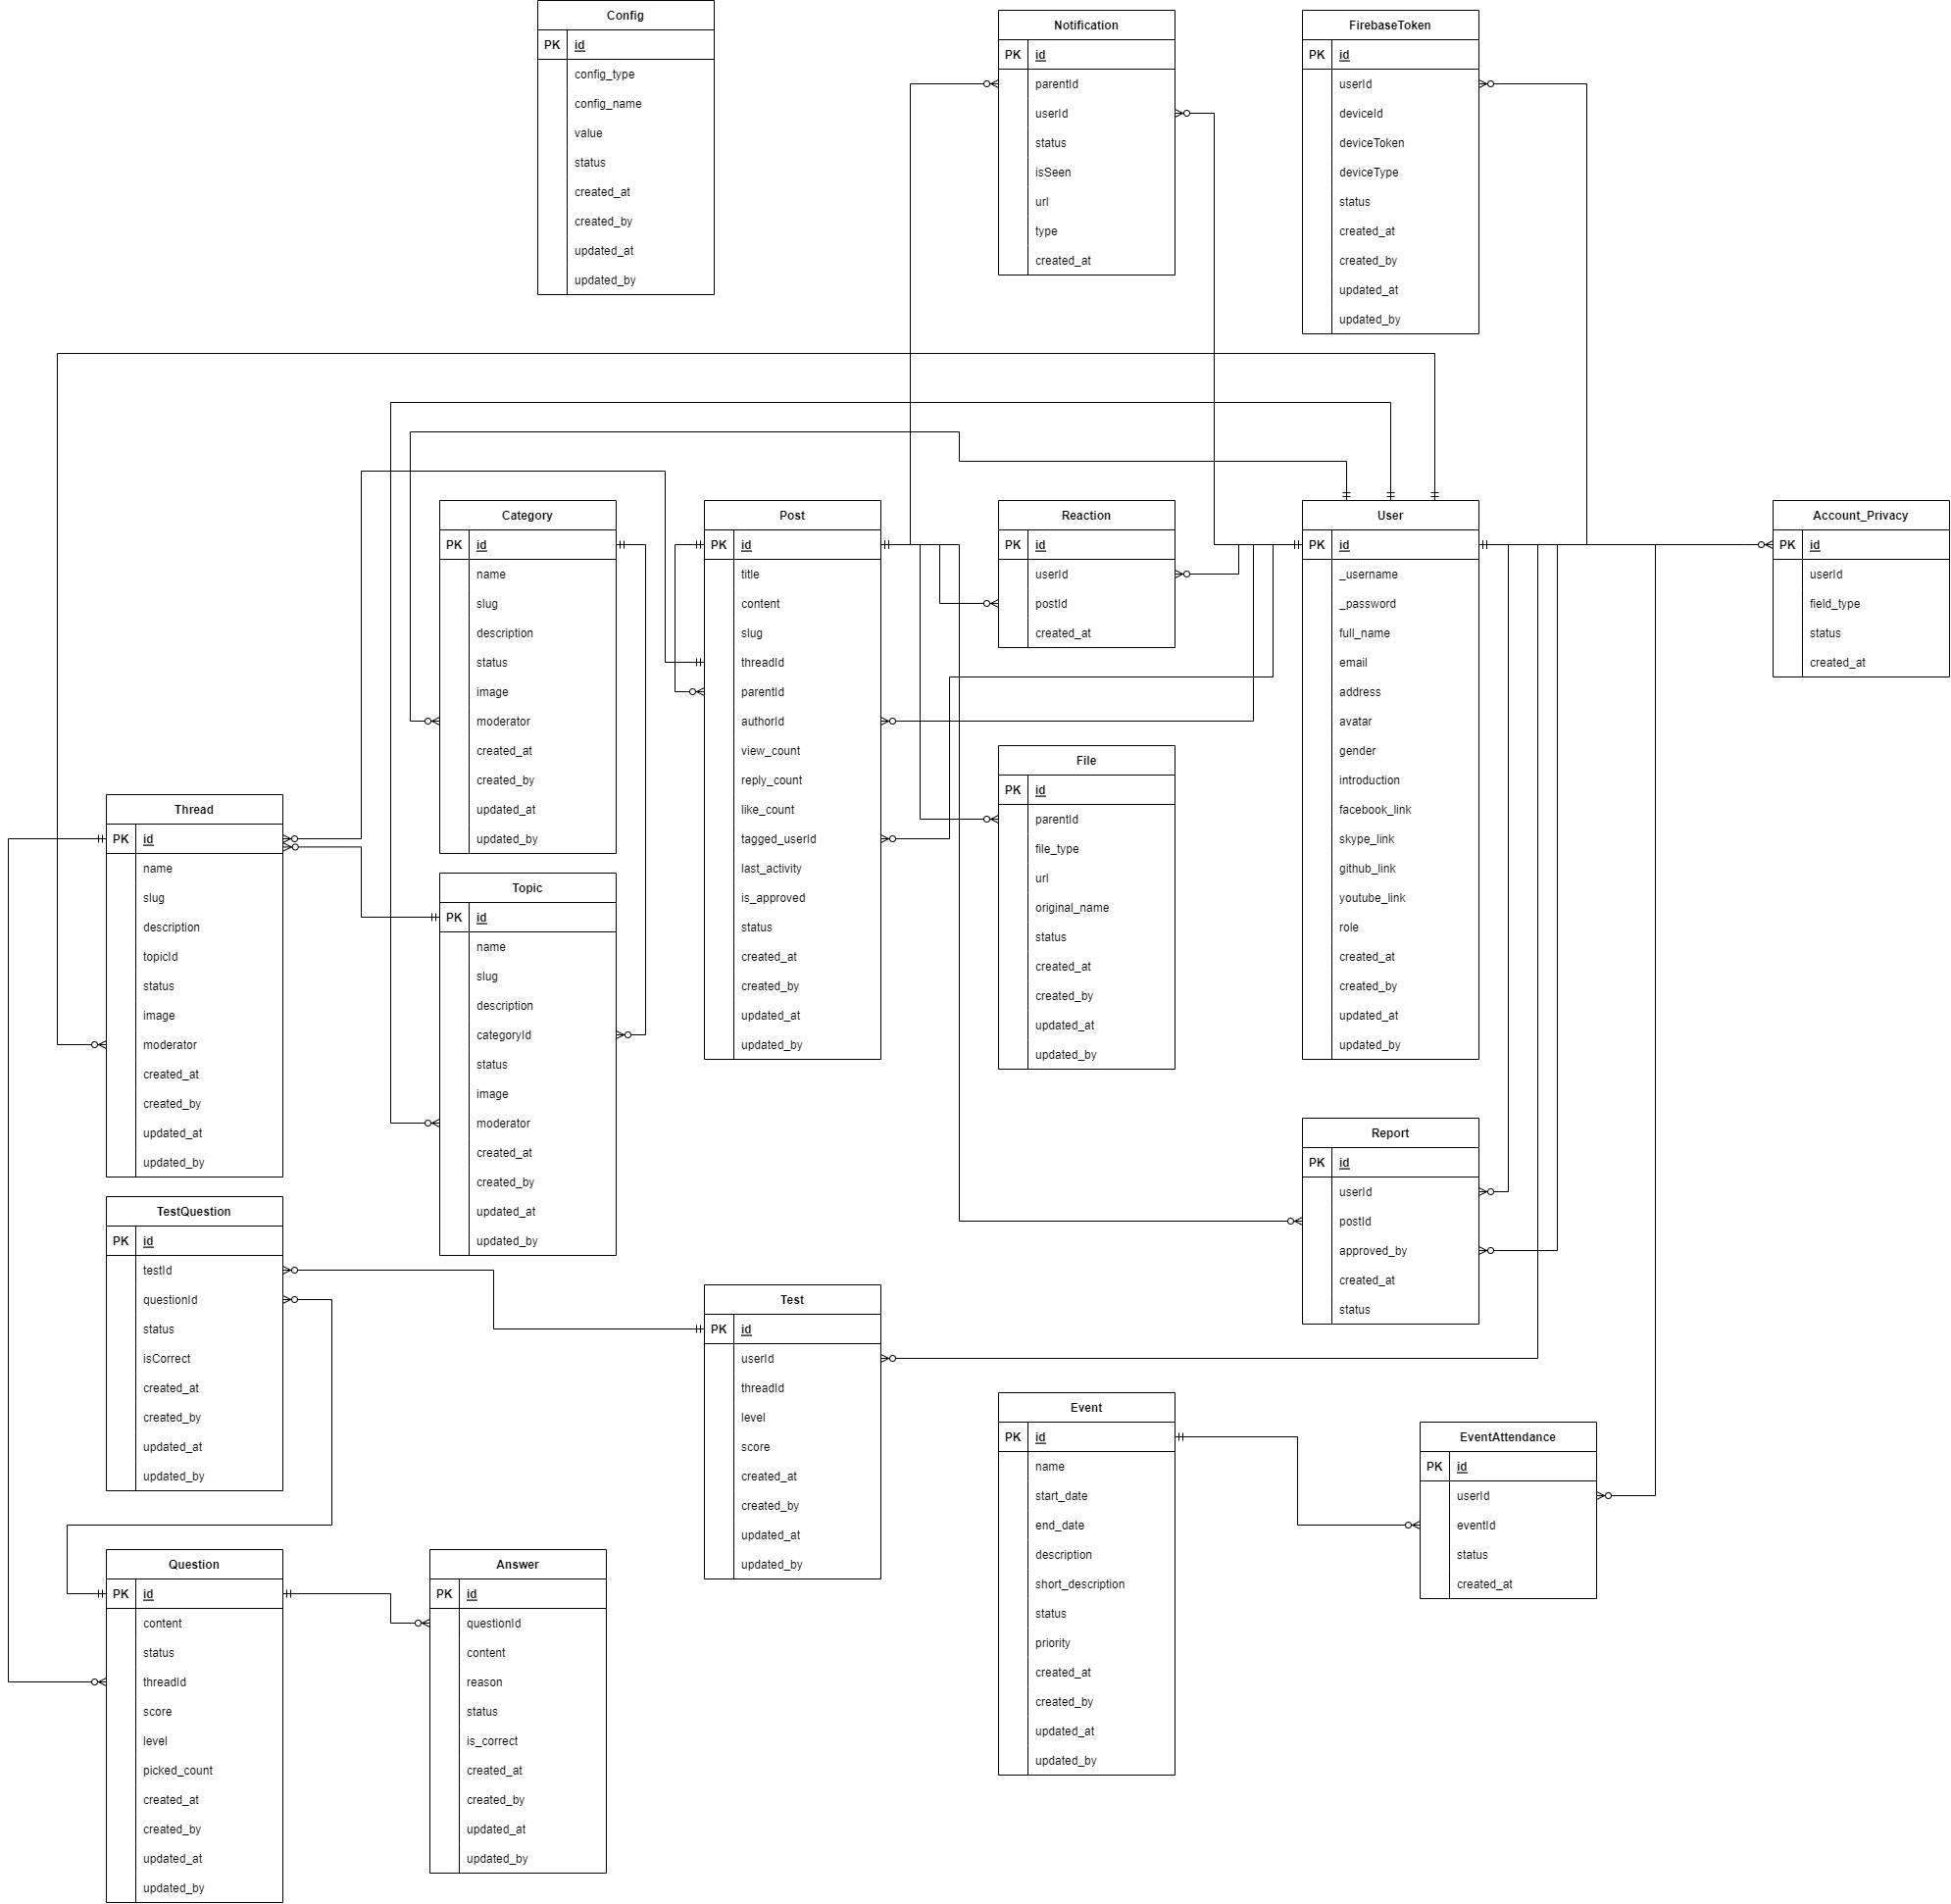 Config
PK id
config_type
config_name
value
status
created_at
created_by
updated_at
updated_by
Notification
PK id
parentId
userId
status
isSeen
url
type
created_at
FirebaseToken
PK id
userId
deviceId
deviceToken
deviceType
status
created_at
created_by
updated_at
updated_by
Category
PK id
name
slug
description
status
image
moderator
created_at
created_by
updated_at
updated_by
Post
PK id
title
content
slug
threadId
parentId
authorId
view_count
reply_count
like_count
tagged_userId
last_activity
is_approved
status
created_at
created_by
updated_at
updated_by
Reaction
PK id
userId
postId
created_at
User
PK id
_username
_password
full_name
email
address
avatar
gender
introduction
facebook_link
skype_link
github_link
youtube_link
role
created_at
created_by
updated_at
updated_by
Account_Privacy
PK id
userId
field_type
status
created_at
File
PK id
parentId
file_type
url
original_name
status
created_at
created_by
updated_at
updated_by
Thread
PK id
name
slug
description
topicId
status
image
moderator
created_at
created_by
updated_at
updated_by
Topic
PK id
name
slug
description
categoryId
status
image
moderator
created_at
created_by
updated_at
updated_by
Report
PK id
userId
postId
approved_by
created_at
status
TestQuestion
PK id
testId
questionId
status
isCorrect
created_at
created_by
updated_at
updated_by
Test
PK id
userId
threadId
level
score
created_at
created_by
updated_at
updated_by
Event
PK id
name
start_date
end_date
description
short_description
status
priority
created_at
created_by
updated_at
updated_by
EventAttendance
PK id
userId
eventId
status
created_at
Question
PK id
content
status
threadId
score
level
picked_count
created_at
created_by
updated_at
updated_by
Answer
PK id
questionId
content
reason
status
is_correct
created_at
created_by
updated_at
updated_by